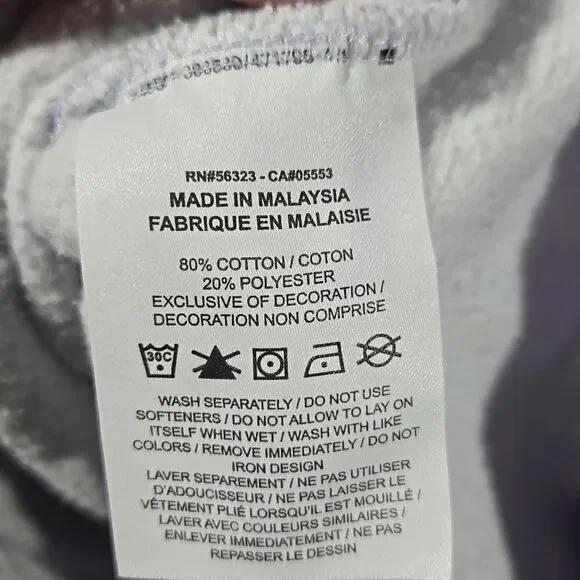 RN#56323 - CA#05553
MADE IN MALAYSIA
FABRIQUE EN MALAISIE
80% COTTON / COTON
20% POLYESTER
EXCLUSIVE OF DECORATION /
DECORATION NON COMPRISE
30C
WASH SEPARATELY / DO NOT USE
SOFTENERS / DO NOT ALLOW TO LAY ON
ITSELF WHEN WET / WASH WITH LIKE
COLORS / REMOVE IMMEDIATELY / DO NOT
IRON DESIGN
LAVER SEPAREMENT / NE PAS UTILISER
D'ADOUCISSEUR / NE PAS LAISSER LE
VÊTEMENT PLIÉ LORSQU'IL EST MOUILLÉ /
LAVER AVEC COULEURS SIMILAIRES /
ENLEVER IMMÉDIATEMENT / NE PAS
REPASSER LE DESSIN